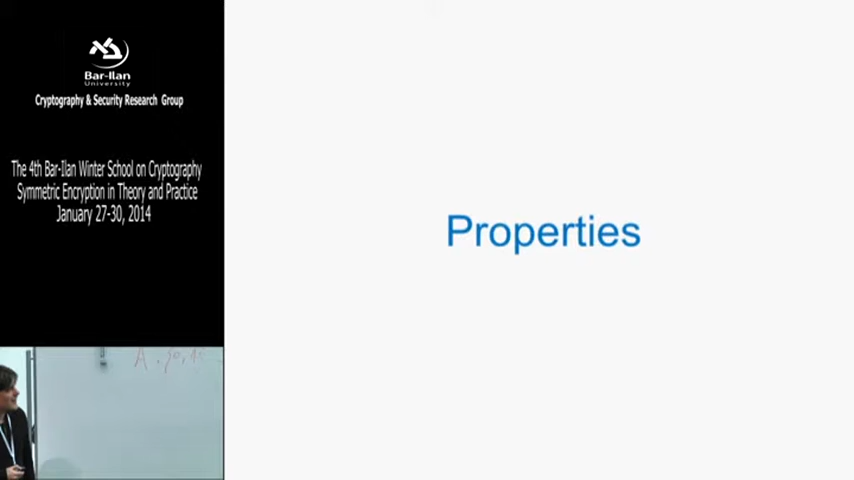 Bar-Ilan
University
Cryptography & Security Research Group
The 4th Bar-Ilan Winter School on Cryptography
Symmetric Encryption in Theory and Practice
January 27-30, 2014
Properties